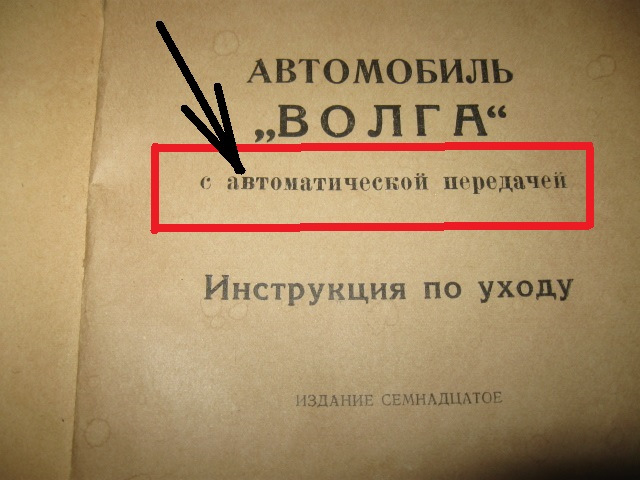 АВТОМОБИЛЬ
„ВОЛГА“
с автоматической передачей
Инструкция по уходу
ИЗДАНИЕ СЕМНАДЦАТОЕ